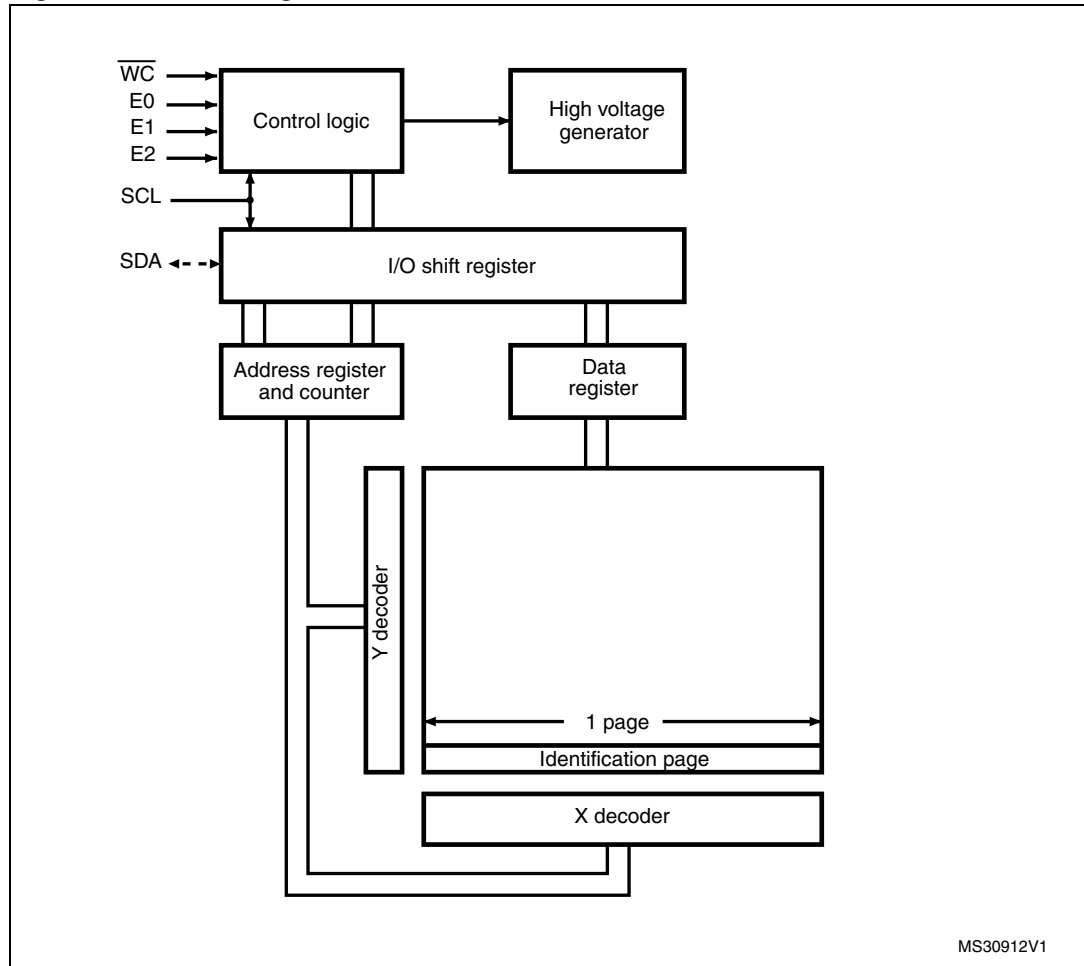 WC
E0
E1
E2
SCL
SDA
Control logic
High voltage
generator
I/O shift register
Address register
and counter
Data
register
Y decoder
1 page
Identification page
X decoder
MS30912V1